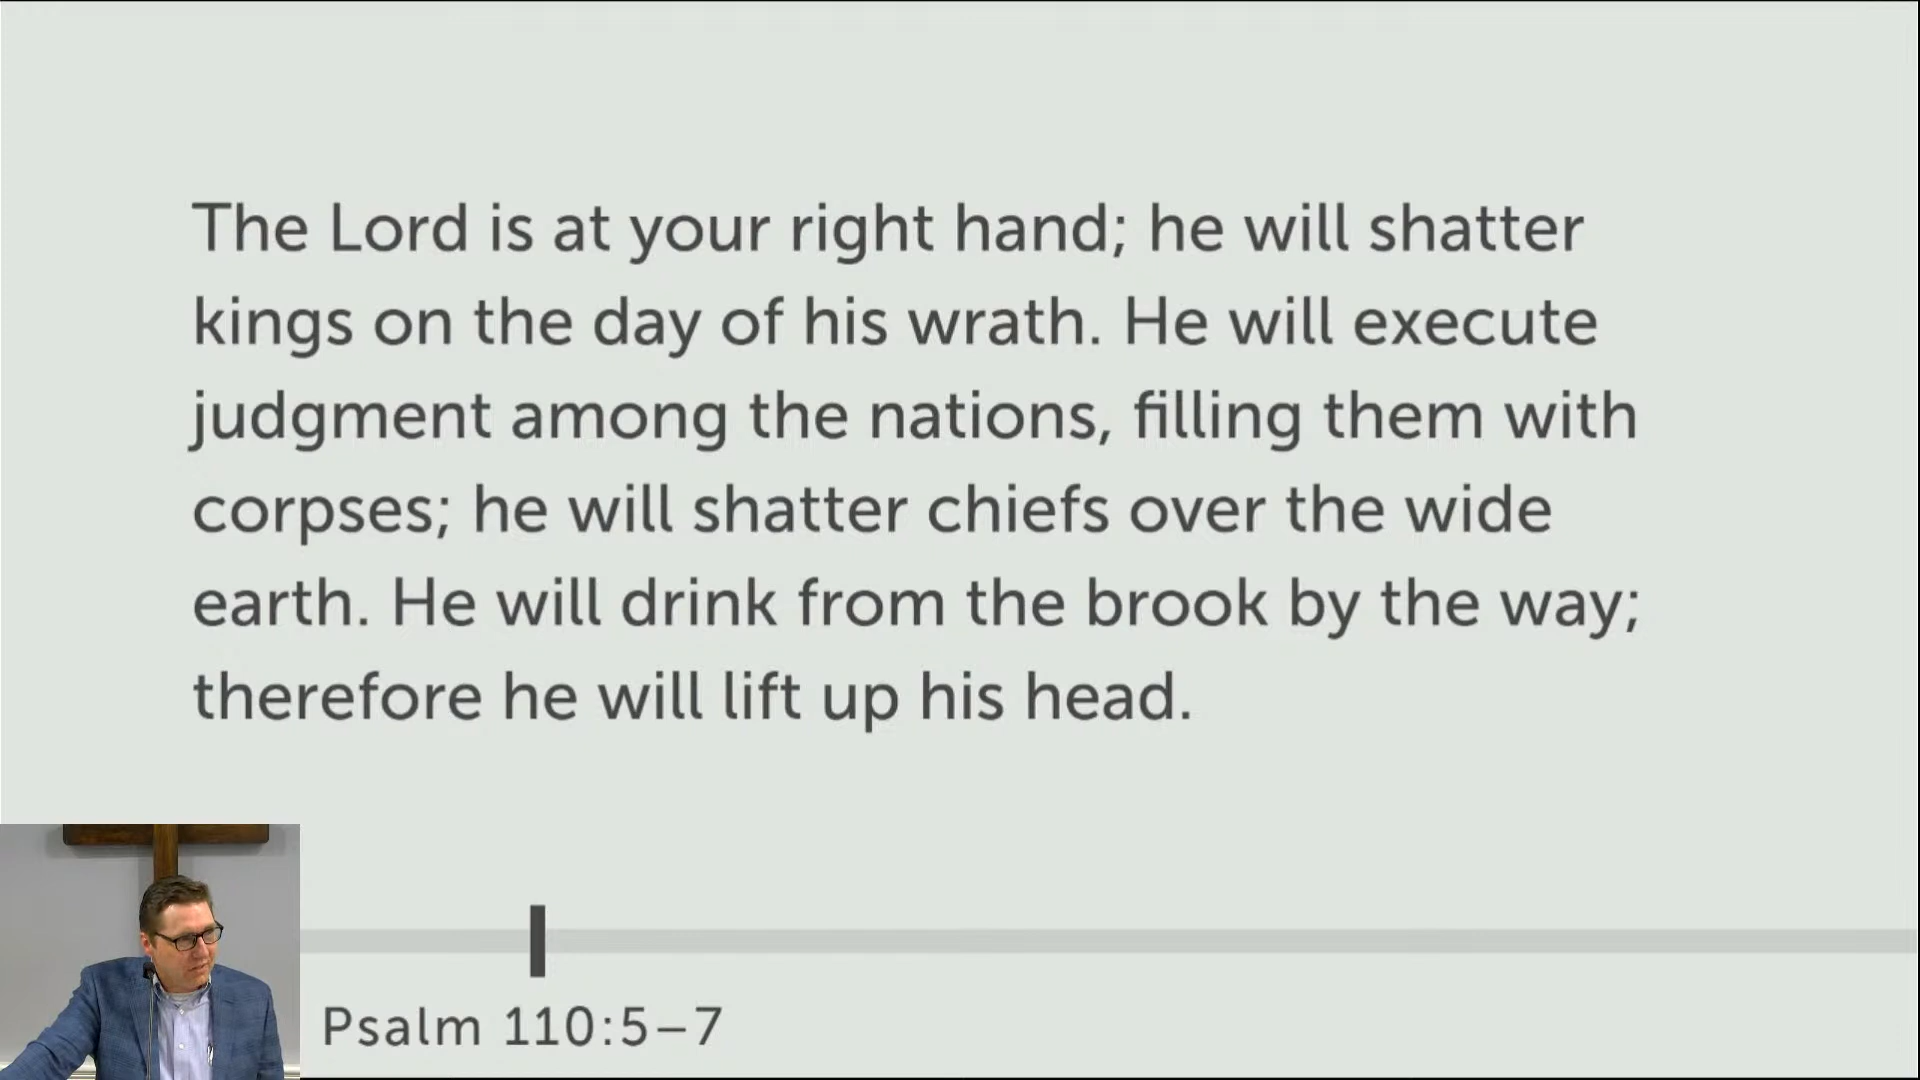 The Lord is at your right hand; he will shatter
kings on the day of his wrath. He will execute
judgment among the nations, filling them with
corpses; he will shatter chiefs over the wide
earth. He will drink from the brook by the way;
therefore he will lift up his head.
Psalm 110:5–7